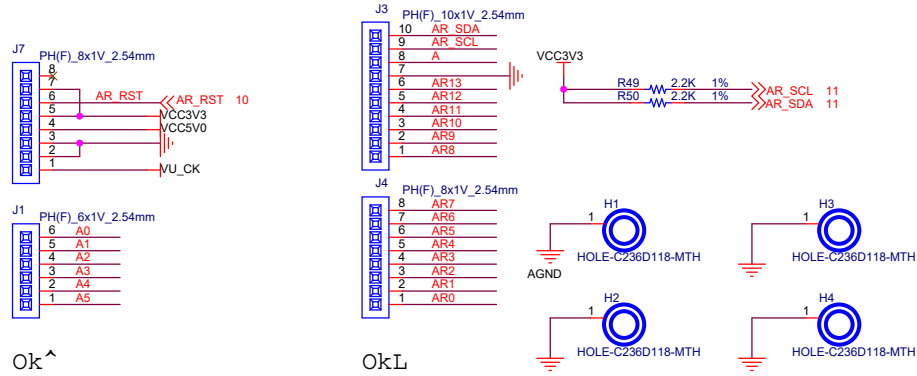 J7
PH(F)_8x1V_2.54mm
8
7
6 AR_RST AR_RST 10
5 VCC3V3
4 VCC5V0
3
2
1 VU_CK
J1
PH(F)_6x1V_2.54mm
6 A0
5 A1
4 A2
3 A3
2 A4
1 A5
Ok^
J3
PH(F)_10x1V_2.54mm
10 AR_SDA
9 AR_SCL
8 A
7
6 AR13
5 AR12
4 AR11
3 AR10
2 AR9
1 AR8
J4
PH(F)_8x1V_2.54mm
8 AR7
7 AR6
6 AR5
5 AR4
4 AR3
3 AR2
2 AR1
1 AR0
OkL
VCC3V3
R49 2.2K 1% AR_SCL 11
R50 2.2K 1% AR_SDA 11
H1
1
HOLE-C236D118-MTH
AGND
H3
1
HOLE-C236D118-MTH
H2
1
HOLE-C236D118-MTH
H4
1
HOLE-C236D118-MTH